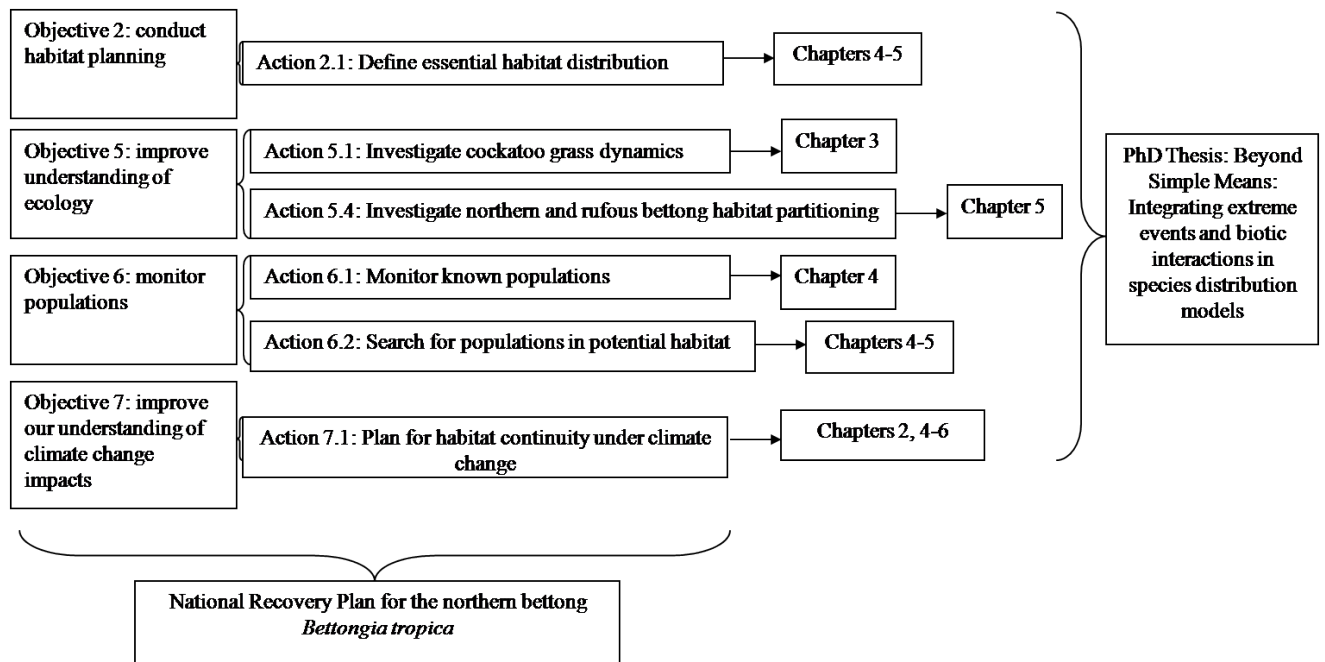 Objective 2: conduct
habitat planning
Action 2.1: Define essential habitat distribution
Chapters 4-5
Objective 5: improve
understanding of
ecology
Action 5.1: Investigate cockatoo grass dynamics
Chapter 3
Action 5.4: Investigate northern and rufous bettong habitat partitioning
Chapter 5
Objective 6: monitor
populations
Action 6.1: Monitor known populations
Chapter 4
Action 6.2: Search for populations in potential habitat
Chapters 4-5
Objective 7: improve
our understanding of
climate change
impacts
Action 7.1: Plan for habitat continuity under climate
change
Chapters 2, 4-6
PhD Thesis: Beyond
Simple Means:
Integrating extreme
events and biotic
interactions in
species distribution
models
National Recovery Plan for the northern bettong
Bettongia tropica